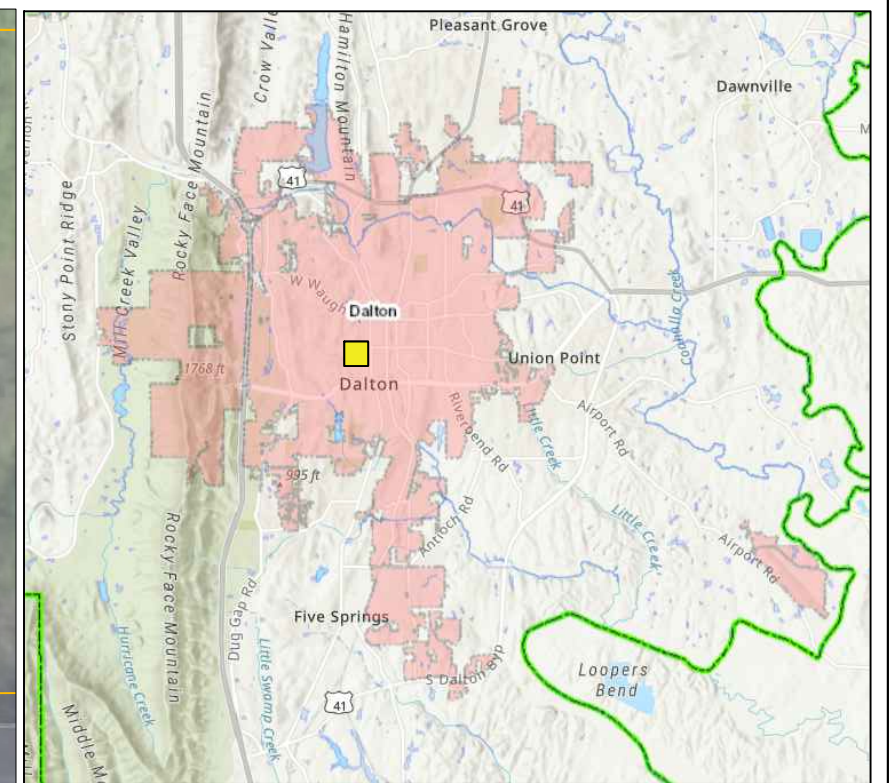 Pleasant Grove
Crow Valle
Hamilton Mountain
Dawnville
41
41
Stony Point Ridge
Mill Creek Valley
Rocky Face Mountain
W Waugh
Dalton
Coahulla Creek
1768 ft
Union Point
Dalton
Riverbend Rd
Little Creek
Airport Rd
995 ft
Antioch Rd
Little Creek
Airport Rd
Rocky Face Mountain
Dug Gap Rd
Five Springs
Hurricane Creek
Little Swamp Creek
S Dalton Byp
Loopers
Bend
41
Middle M